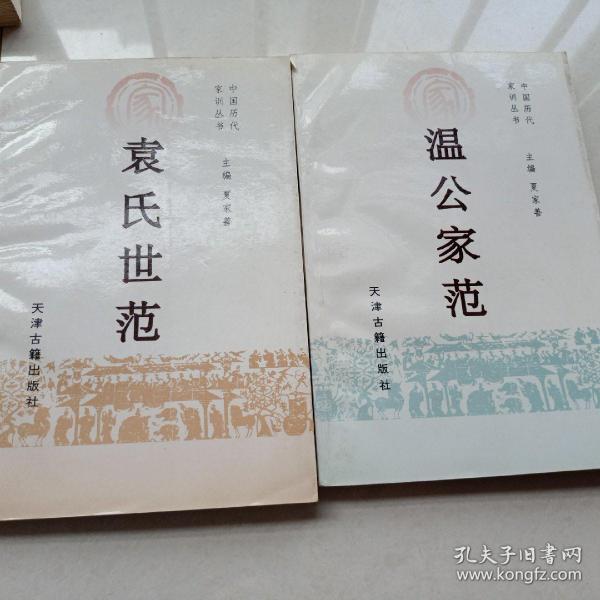 中国历代
家训丛书
主编 夏家善
袁氏世范
天津古籍出版社
中国历代
家训丛书
主编 夏家善
温公家范
天津古籍出版社
孔夫子旧书网
www.kongfz.com